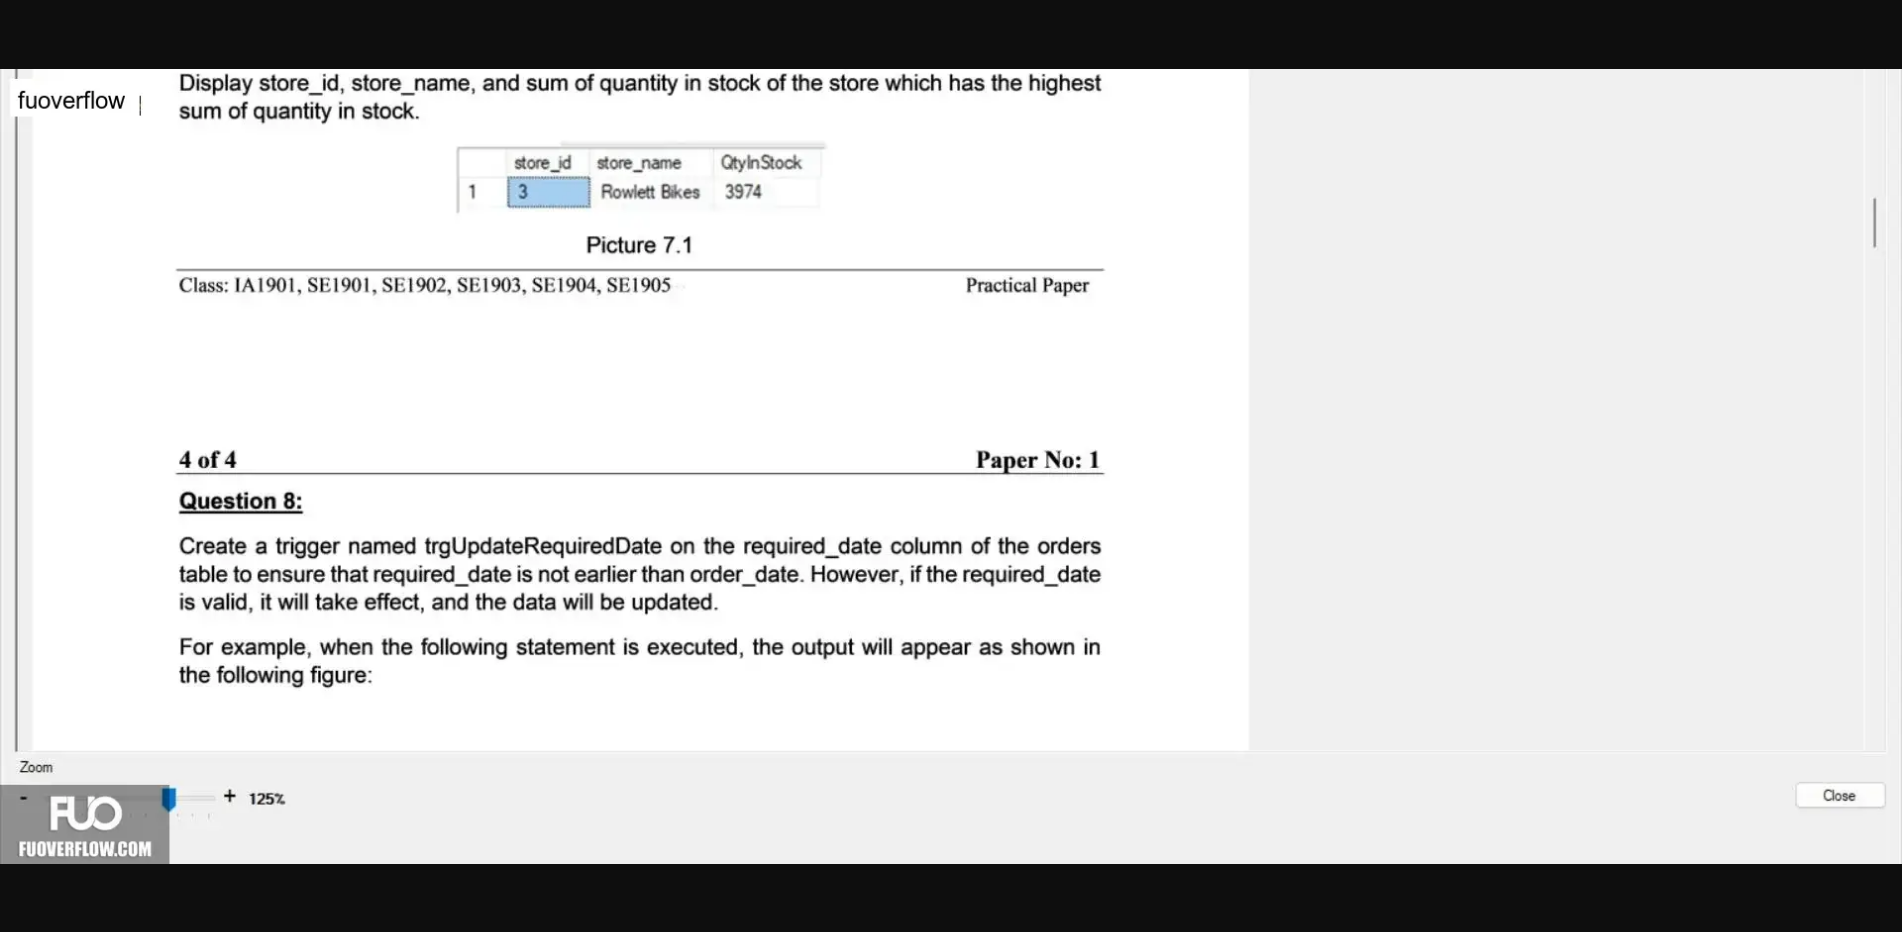 Display store_id, store_name, and sum of quantity in stock of the store which has the highest
fuoverflow |
sum of quantity in stock.
store_id store_name QtyInStock
1 3 Rowlett Bikes 3974
Picture 7.1
Class: IA1901, SE1901, SE1902, SE1903, SE1904, SE1905 Practical Paper
4 of 4 Paper No: 1
Question 8:
Create a trigger named trgUpdateRequiredDate on the required_date column of the orders
table to ensure that required_date is not earlier than order_date. However, if the required_date
is valid, it will take effect, and the data will be updated.
For example, when the following statement is executed, the output will appear as shown in
the following figure:
Zoom
- + 125%
Close
FUO
FUOVERFLOW.COM